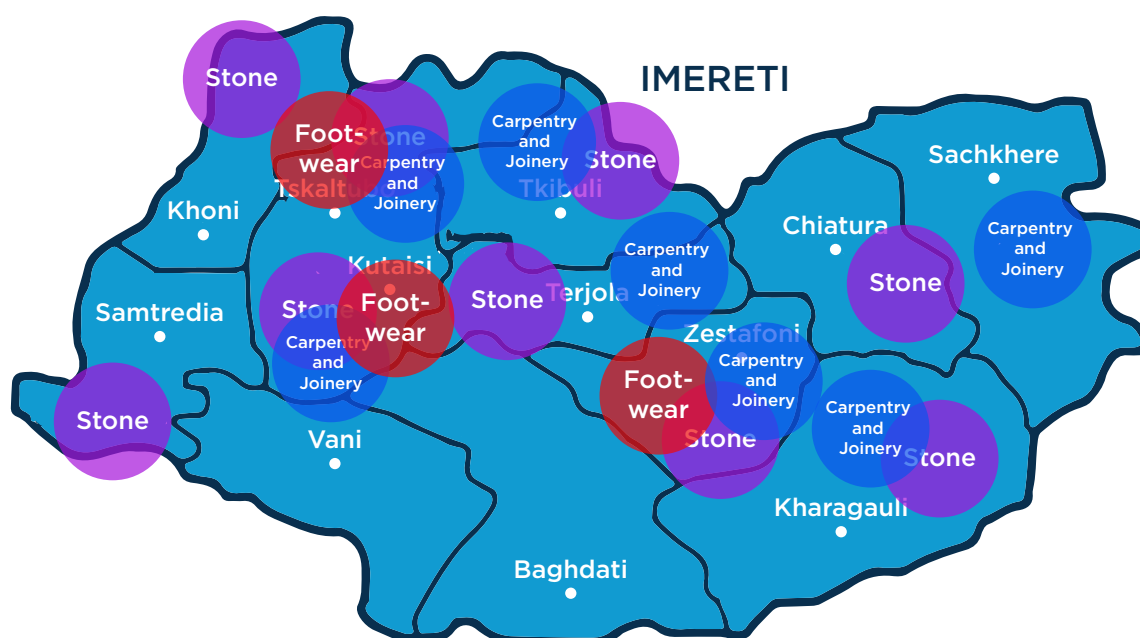 IMERETI
Stone
Foot-
wear
Stone
Carpentry
and
Joinery
Stone
Carpentry
and
Joinery
Tskaltubo
Tkibuli
Sachkhere
Khoni
Chiatura
Carpentry
and
Joinery
Carpentry
and
Joinery
Kutaisi
Stone
Stone
Foot-
wear
Stone
Terjola
Samtredia
Zestafoni
Carpentry
and
Joinery
Foot-
wear
Carpentry
and
Joinery
Stone
Carpentry
and
Joinery
Stone
Stone
Vani
Kharagauli
Baghdati